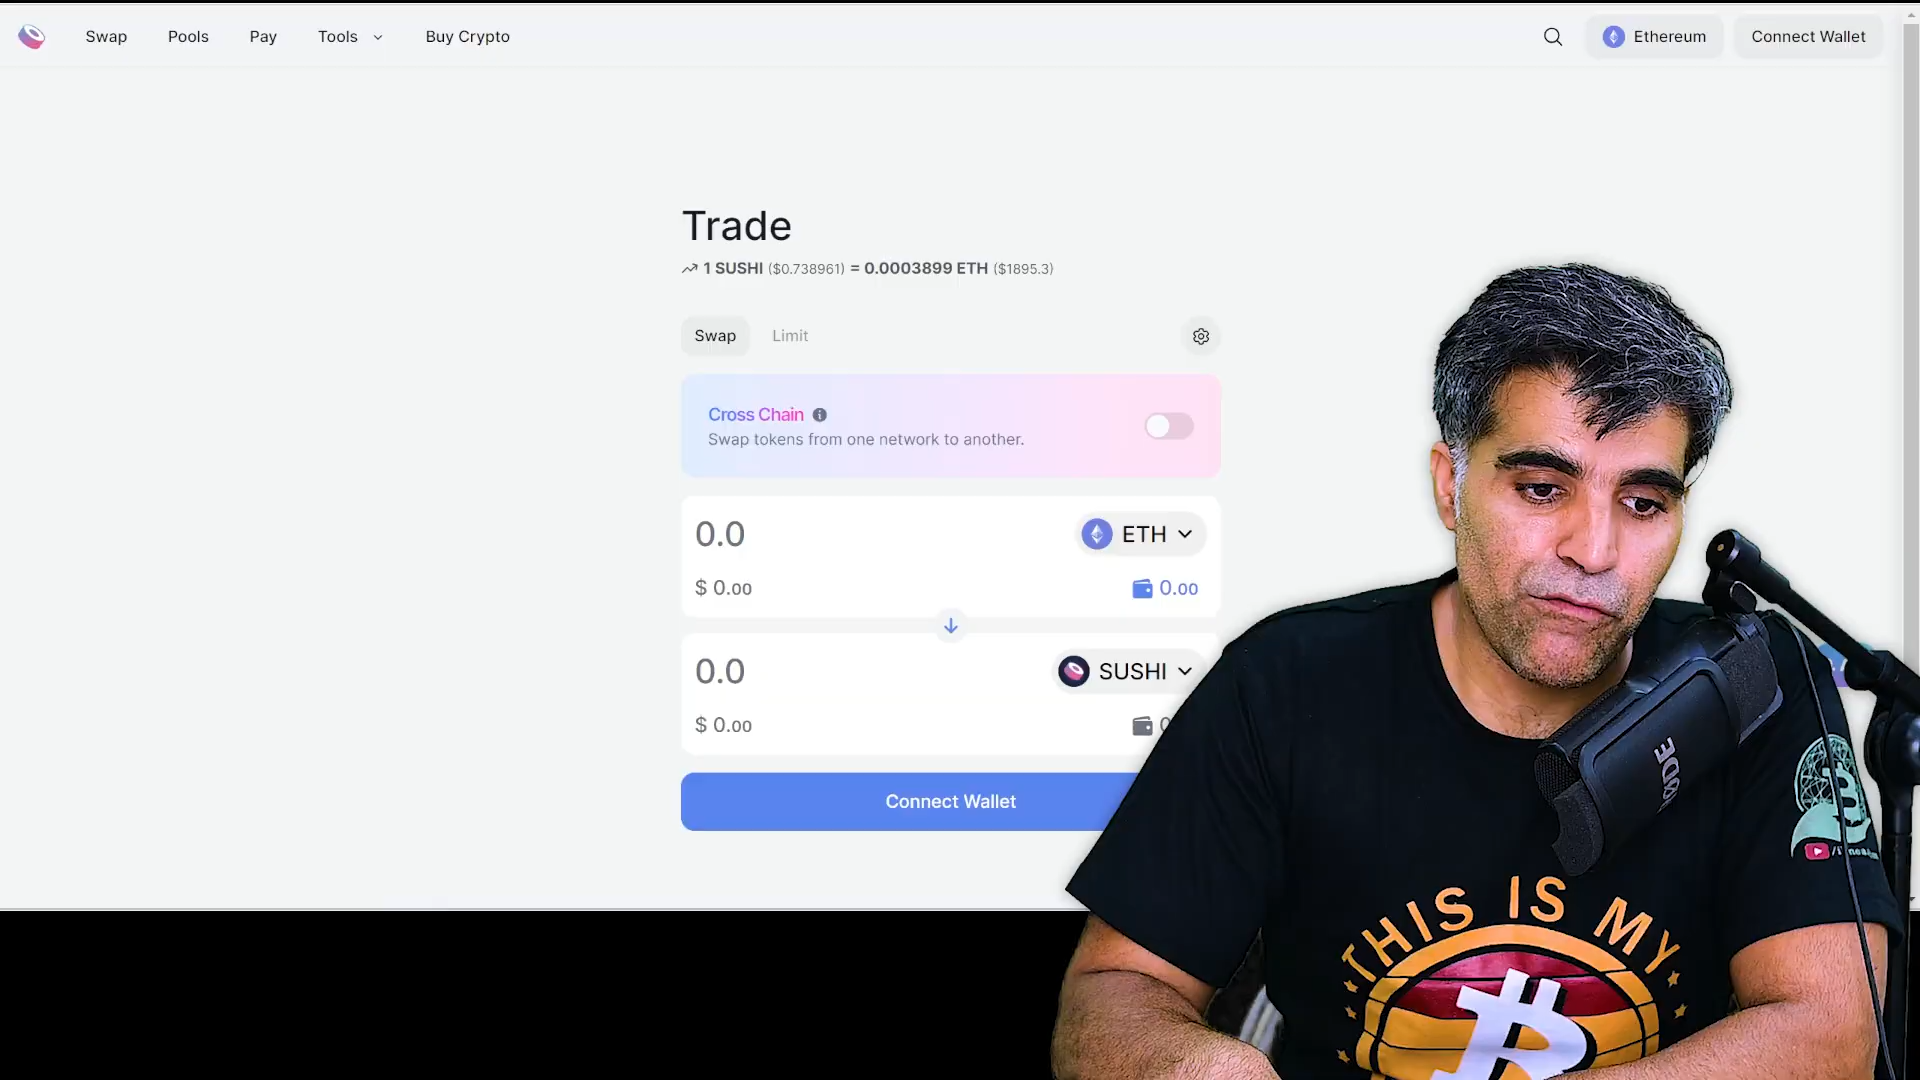 Swap Pools Pay Tools Buy Crypto Ethereum Connect Wallet
Trade
1 SUSHI ($0.738961) = 0.0003899 ETH ($1895.3)
Swap Limit
Cross Chain
Swap tokens from one network to another.
0.0 ETH
$ 0.00 0.00
0.0 SUSHI
$ 0.00
Connect Wallet
THIS IS MY